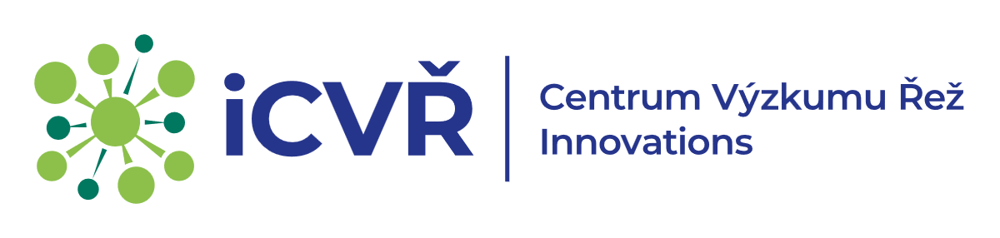 iCVŘ
Centrum Výzkumu Řež
Innovations